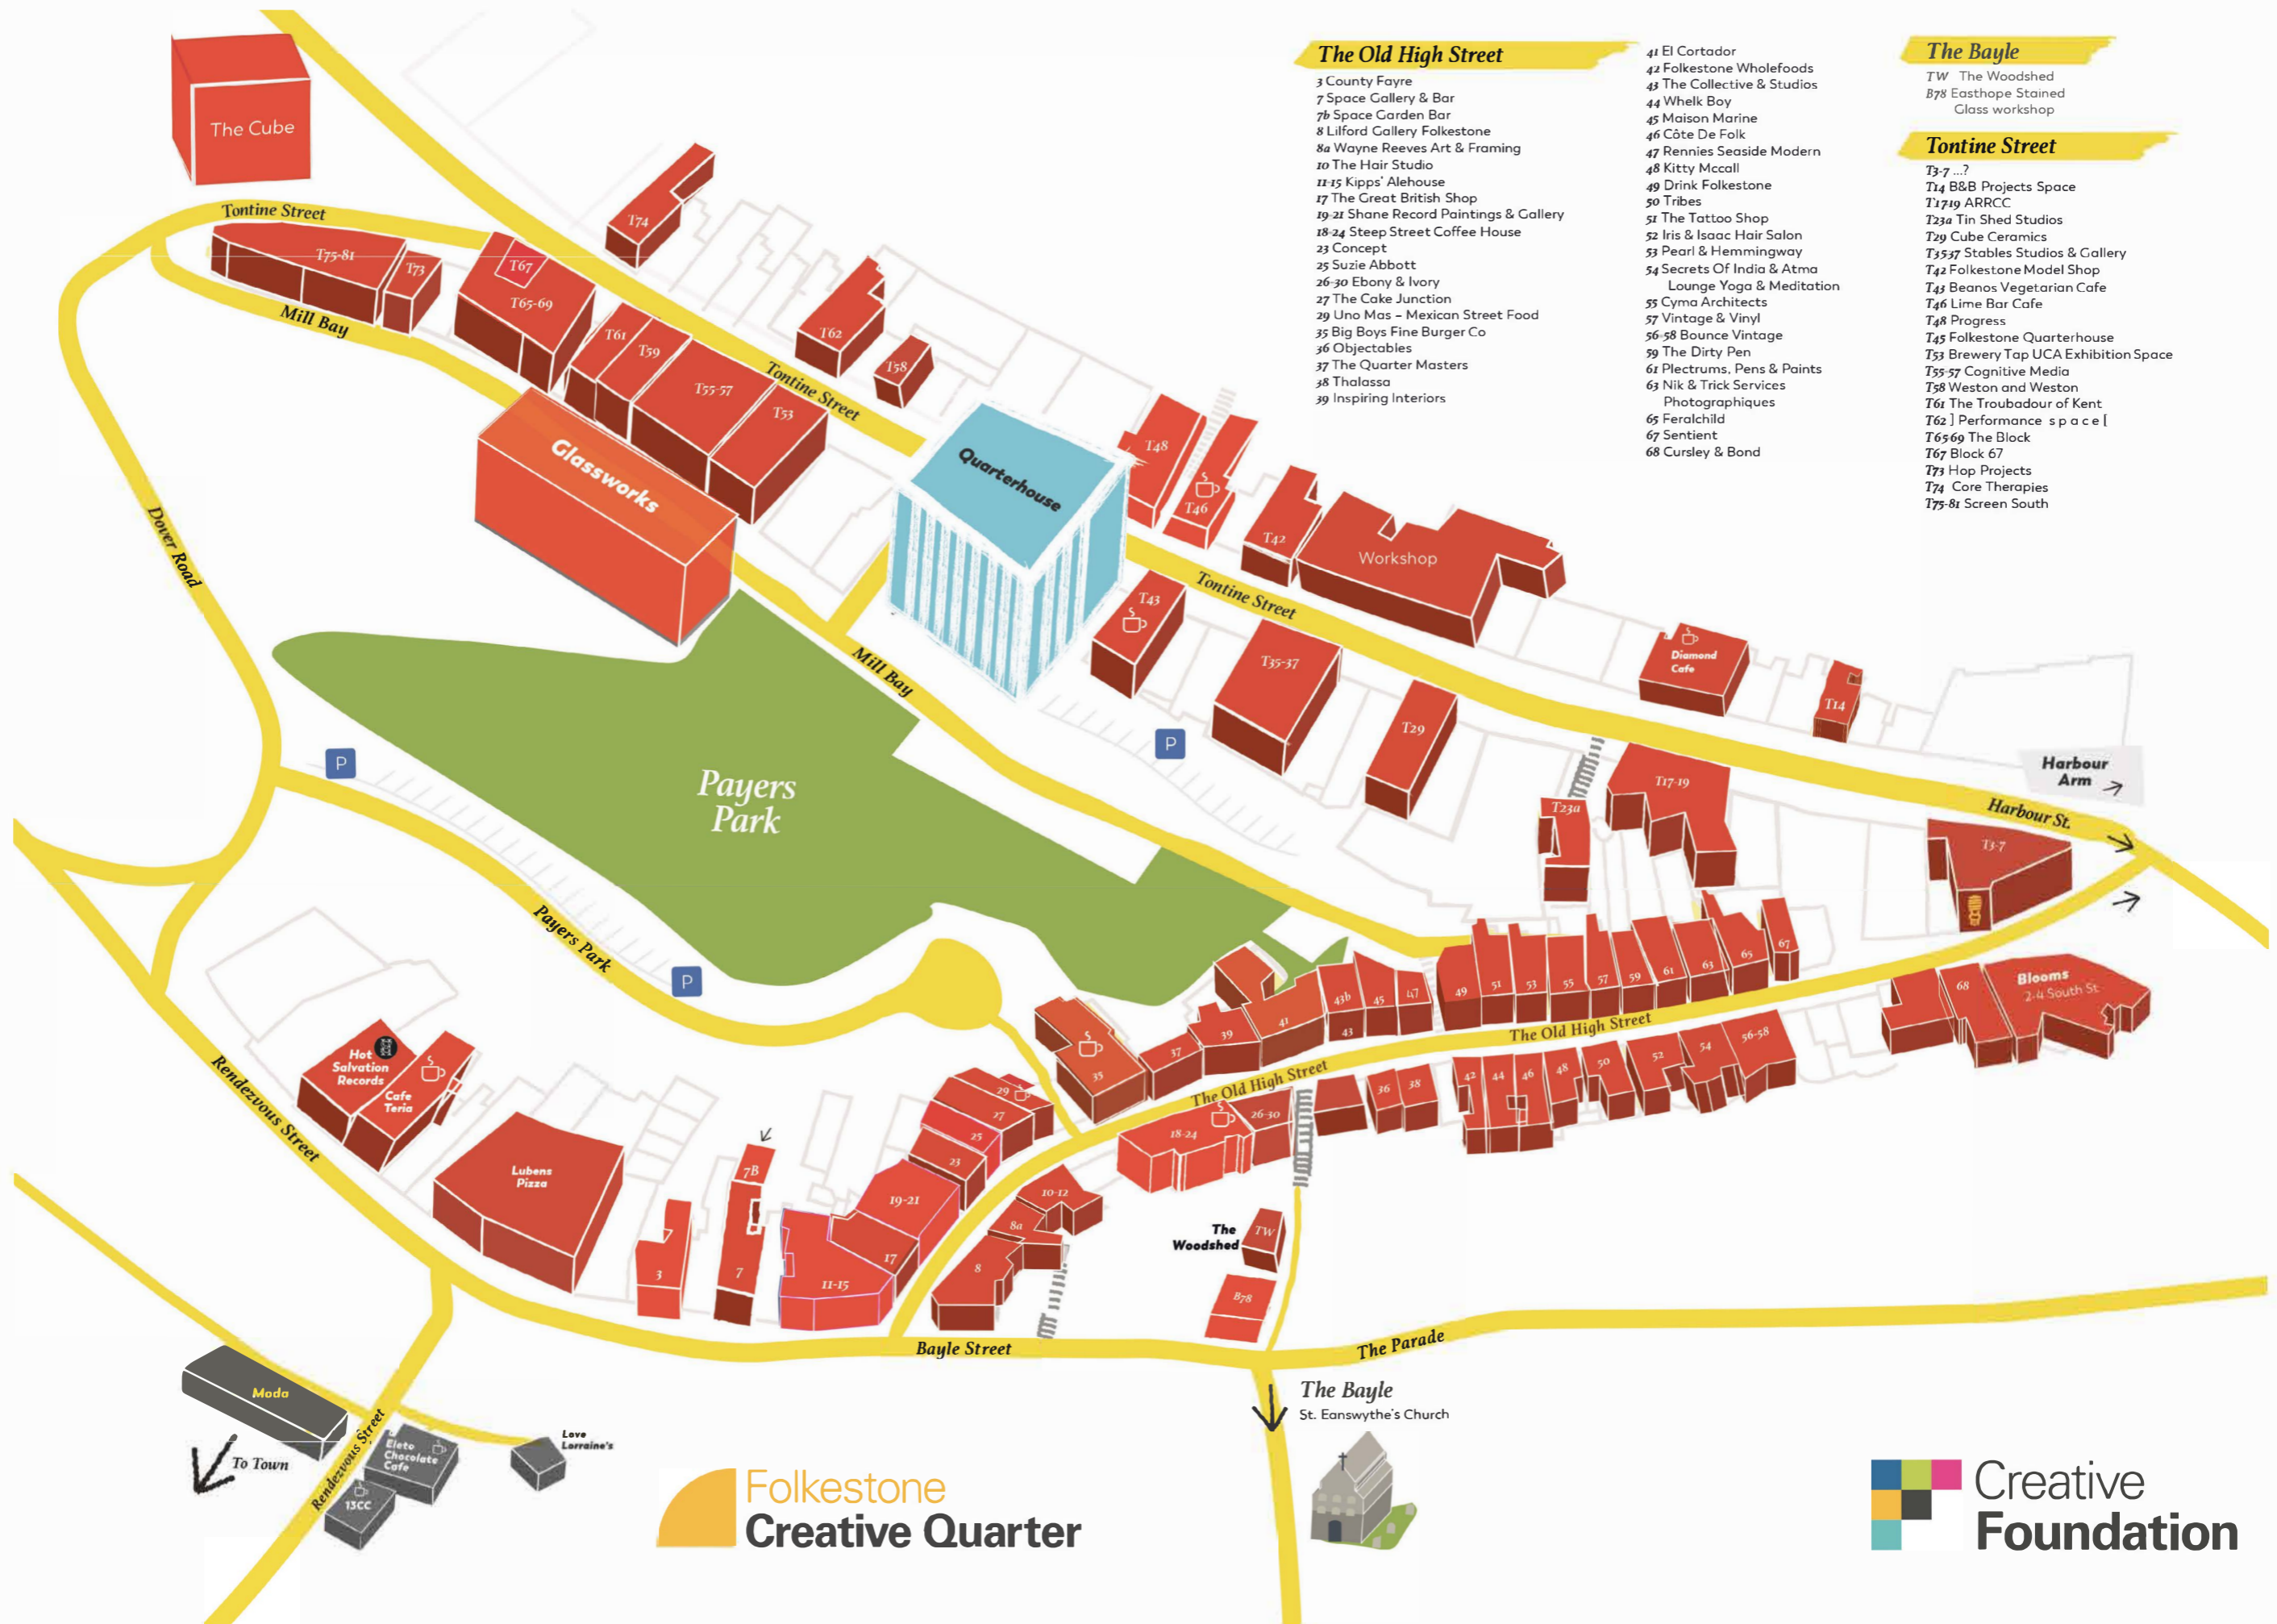 The Old High Street
3 County Fayre
7 Space Gallery & Bar
7b Space Garden Bar
8 Lilford Gallery Folkestone
8a Wayne Reeves Art & Framing
10 The Hair Studio
11-15 Kipps' Alehouse
17 The Great British Shop
19-21 Shane Record Paintings & Gallery
18-24 Steep Street Coffee House
23 Concept
25 Suzie Abbott
26-30 Ebony & Ivory
27 The Cake Junction
29 Uno Mas – Mexican Street Food
35 Big Boys Fine Burger Co
36 Objectables
37 The Quarter Masters
38 Thalassa
39 Inspiring Interiors
41 El Cortador
42 Folkestone Wholefoods
43 The Collective & Studios
44 Whelk Boy
45 Maison Marine
46 Côte De Folk
47 Rennies Seaside Modern
48 Kitty Mccall
49 Drink Folkestone
50 Tribes
51 The Tattoo Shop
52 Iris & Isaac Hair Salon
53 Pearl & Hemmingway
54 Secrets Of India & Atma
Lounge Yoga & Meditation
55 Cyma Architects
57 Vintage & Vinyl
56-58 Bounce Vintage
59 The Dirty Pen
61 Plectrums, Pens & Paints
63 Nik & Trick Services
Photographiques
65 Feralchild
67 Sentient
68 Cursley & Bond
The Bayle
TW The Woodshed
B78 Easthope Stained
Glass workshop
Tontine Street
T3-7 ...?
T14 B&B Projects Space
T1719 ARRCC
T23a Tin Shed Studios
T29 Cube Ceramics
T3537 Stables Studios & Gallery
T42 Folkestone Model Shop
T43 Beanos Vegetarian Cafe
T46 Lime Bar Cafe
T48 Progress
T45 Folkestone Quarterhouse
T53 Brewery Tap UCA Exhibition Space
T55-57 Cognitive Media
T58 Weston and Weston
T61 The Troubadour of Kent
T62 ] Performance s p a c e [
T6569 The Block
T67 Block 67
T73 Hop Projects
T74 Core Therapies
T75-81 Screen South
The Cube
Tontine Street
T74
T75-81
T73
T67
T65-69
Mill Bay
T61
T59
T62
T58
T55-57
T53
Tontine Street
Glassworks
Quarterhouse
T48
T46
T42
Workshop
Dover Road
Tontine Street
T43
T35-37
T29
Diamond
Cafe
T14
Mill Bay
P
P
Payers
Park
Harbour
Arm
T17-19
T23a
Harbour St.
T3-7
Payers Park
P
49
51
53
55
57
59
61
63
65
67
43b
45
47
43
41
39
37
35
68
Blooms
2-4 South St
The Old High Street
The Old High Street
Hot
Salvation
Records
Cafe
Teria
Rendezvous Street
29
27
25
23
18-24
26-30
36
38
42
44
46
48
50
52
54
56-58
Lubens
Pizza
7B
3
7
11-15
17
19-21
10-12
8a
8
The
Woodshed
TW
B78
Bayle Street
The Parade
The Bayle
St. Eanswythe's Church
Moda
To Town
Rendezvous Street
Eleto
Chocolate
Cafe
13CC
Love
Lorraine's
Folkestone
Creative Quarter
Creative
Foundation